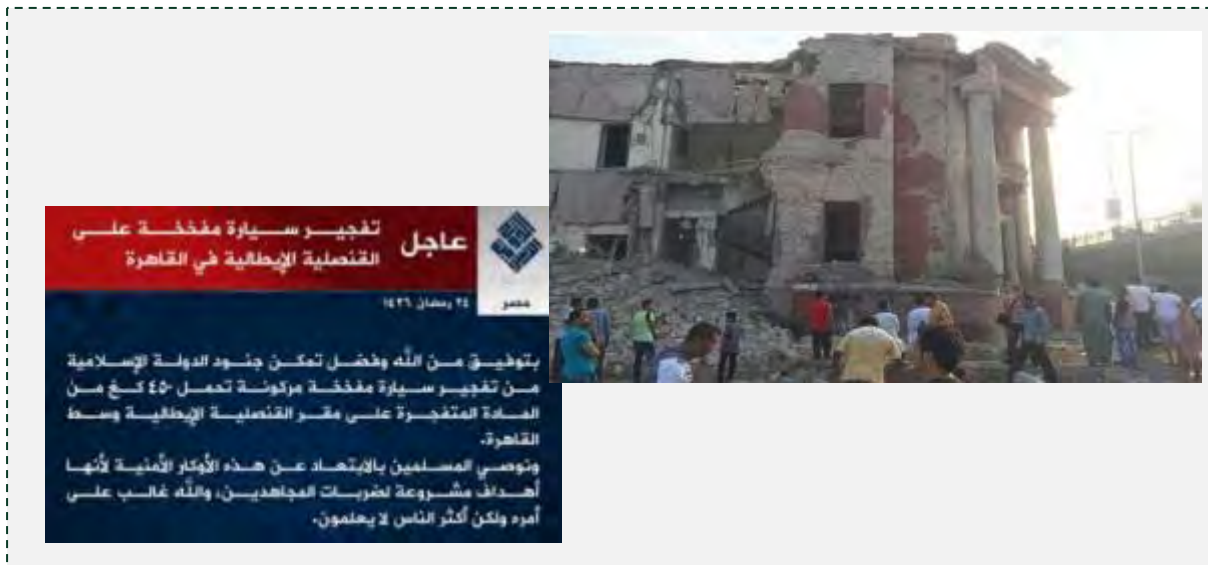 عاجل
تفجير سيارة مفخخة على
القنصلية الإيطالية في القاهرة
مصر
٢٤ رمضان ١٤٣٦
بتوفيق من الله وفضل تمكن جنود الدولة الإسلامية
من تفجير سيارة مفخخة مركونة تحمل ٤٥٠ كغ من
المادة المتفجرة على مقر القنصلية الإيطالية وسط
القاهرة.
ونوصي المسلمين بالابتعاد عن هذه الأوكار الأمنية لأنها
أهداف مشروعة لضربات المجاهدين، والله غالب على
أمره ولكن أكثر الناس لا يعلمون.